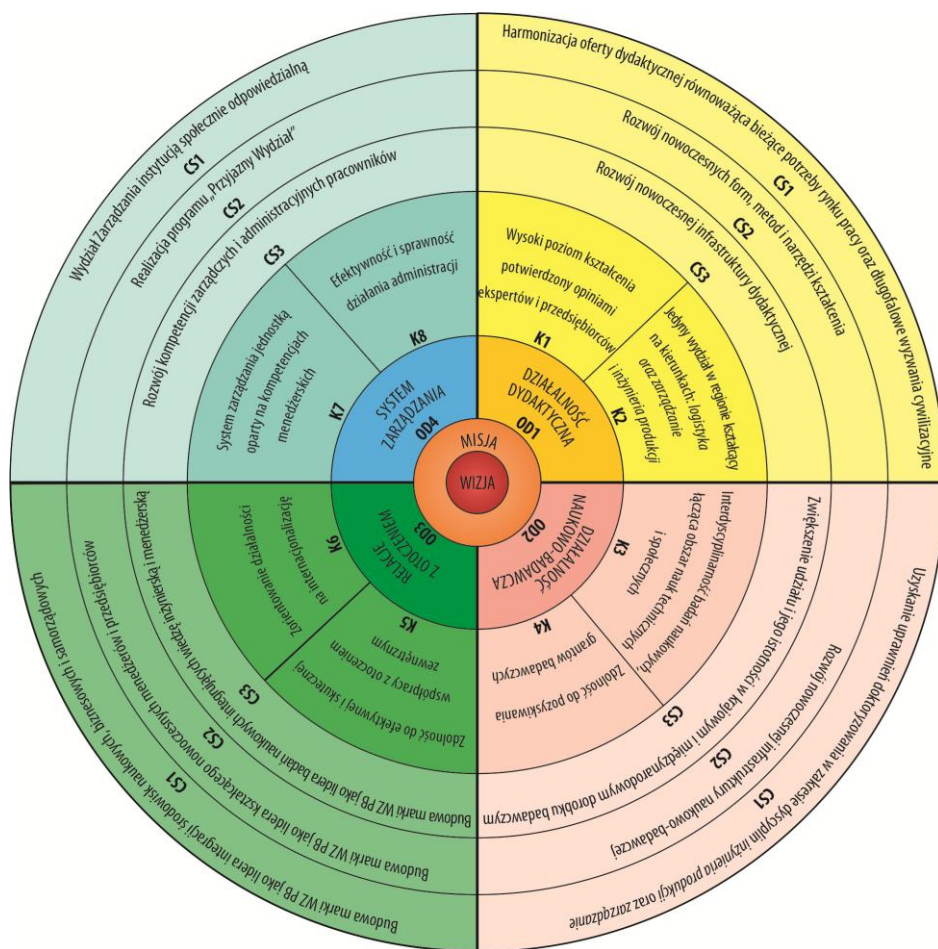 WIZJA
MISJA
DZIAŁALNOŚĆ
DYDAKTYCZNA
OD1
K1
Wysoki poziom kształcenia
potwierdzony opiniami
ekspertów i przedsiębiorców
K2
Jedyny wydział w regionie kształcący
na kierunkach: logistyka
oraz zarządzanie
i inżynieria produkcji
CS3
Rozwój nowoczesnej infrastruktury dydaktycznej
CS2
Rozwój nowoczesnych form, metod i narzędzi kształcenia
CS1
Harmonizacja oferty dydaktycznej równoważąca bieżące potrzeby rynku pracy oraz długofalowe wyzwania cywilizacyjne
DZIAŁALNOŚĆ
NAUKOWO-BADAWCZA
OD2
K3
Interdyscyplinarność badań naukowych,
łącząca obszar nauk technicznych
i społecznych
K4
Zdolność do pozyskiwania
grantów badawczych
CS3
Zwiększenie udziału i jego istotności w krajowym i międzynarodowym dorobku badawczym
CS2
Rozwój nowoczesnej infrastruktury naukowo-badawczej
CS1
Uzyskanie uprawnień doktoryzowania w zakresie dyscyplin inżynieria produkcji oraz zarządzanie
RELACJE
Z OTOCZENIEM
OD3
K5
Zdolność do efektywnej i skutecznej
współpracy z otoczeniem
zewnętrznym
K6
Zorientowanie działalności
na internacjonalizację
CS3
Budowa marki WZ PB jako lidera badań naukowych integrujących wiedzę inżynierską i menedżerską
CS2
Budowa marki WZ PB jako lidera kształcącego nowoczesnych menedżerów i przedsiębiorców
CS1
Budowa marki WZ PB jako lidera integracji środowisk naukowych, biznesowych i samorządowych
SYSTEM
ZARZĄDZANIA
OD4
K7
System zarządzania jednostką
oparty na kompetencjach
menedżerskich
K8
Efektywność i sprawność
działania administracji
CS3
Rozwój kompetencji zarządczych i administracyjnych pracowników
CS2
Realizacja programu „Przyjazny Wydział”
CS1
Wydział Zarządzania instytucją społecznie odpowiedzialną